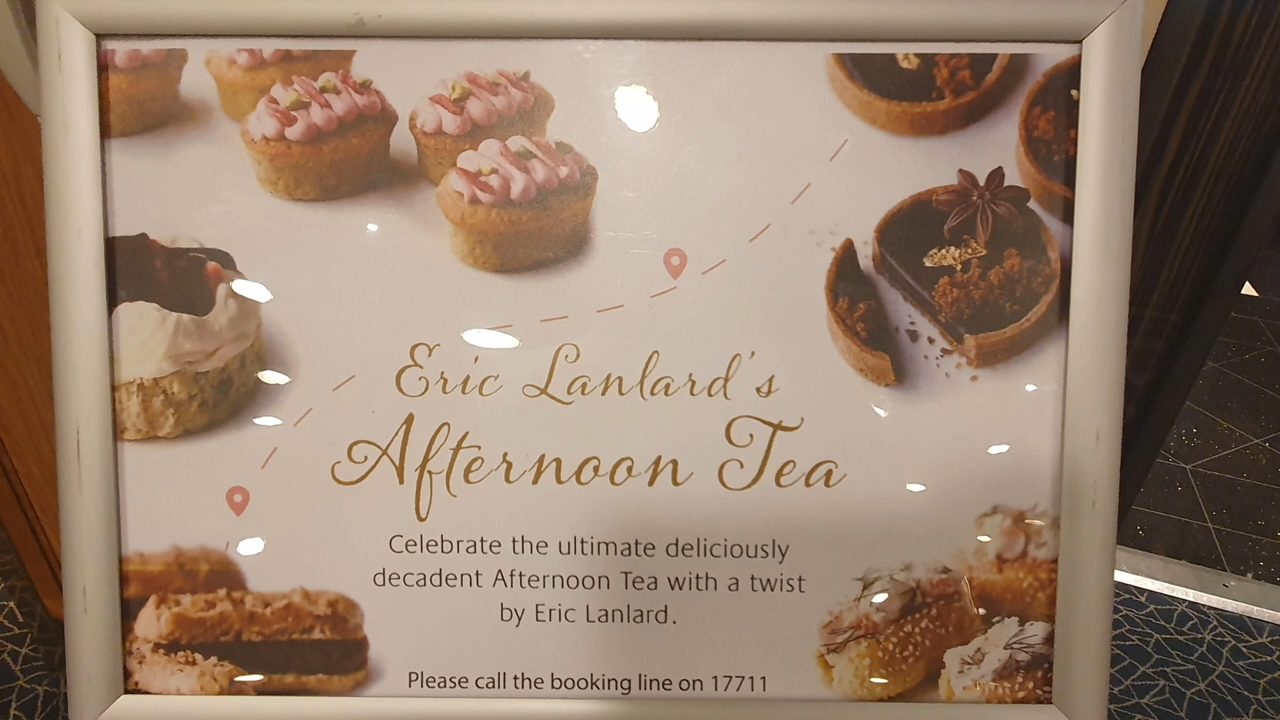 Eric Lanlard's
Afternoon Tea
Celebrate the ultimate deliciously
decadent Afternoon Tea with a twist
by Eric Lanlard.
Please call the booking line on 17711